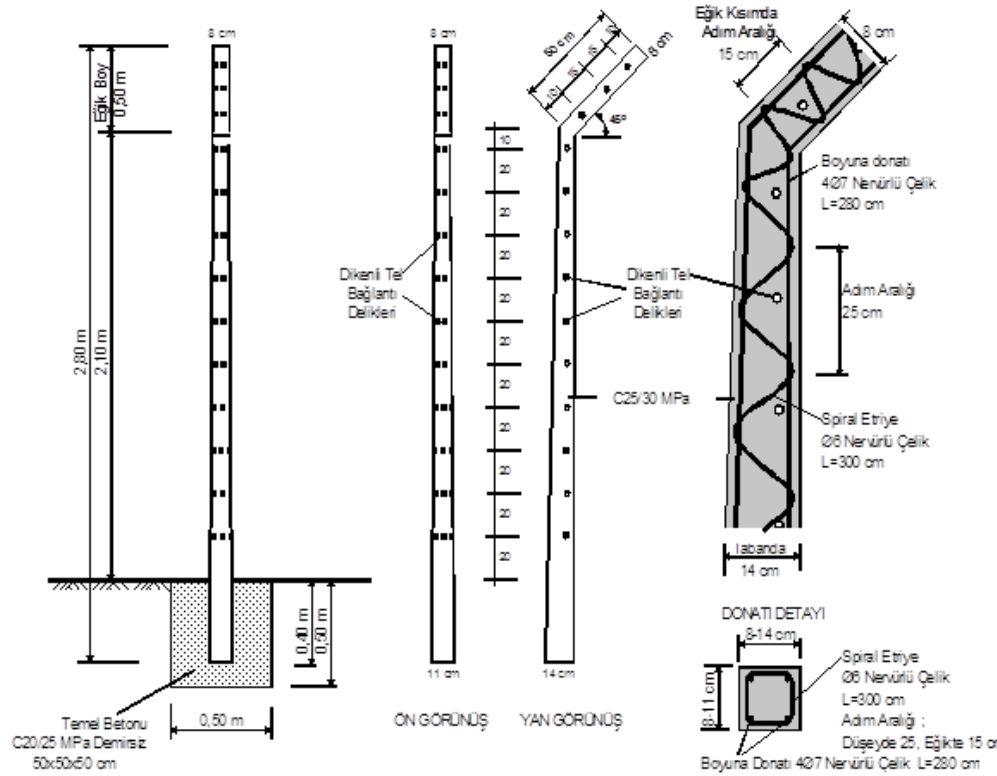 8 cm
Eğik Boy
0,50 m
2,80 m
2,10 m
0,40 m
0,50 m
0,50 m
Temel Betonu
C20/25 MPa Demirsiz
50x50x50 cm
8 cm
Dikenli Tel
Bağlantı
Delikleri
11 cm
ÖN GÖRÜNÜŞ
10
20
20
20
20
20
20
20
20
20
20
50 cm
10
15
15
10
8 cm
45°
Dikenli Tel
Bağlantı
Delikleri
C25/30 MPa
14 cm
YAN GÖRÜNÜŞ
Eğik Kısımda
Adım Aralığı
15 cm
8 cm
Boyuna donatı
4Ø7 Nervürlü Çelik
L=280 cm
Adım Aralığı
25 cm
Spiral Etriye
Ø6 Nervürlü Çelik
L=300 cm
Tabanda
14 cm
DONATI DETAYI
8-14 cm
8-11 cm
Spiral Etriye
Ø6 Nervürlü Çelik
L=300 cm
Adım Aralığı ;
Düşeyde 25, Eğikte 15 cm
Boyuna Donatı 4Ø7 Nervürlü Çelik L=280 cm